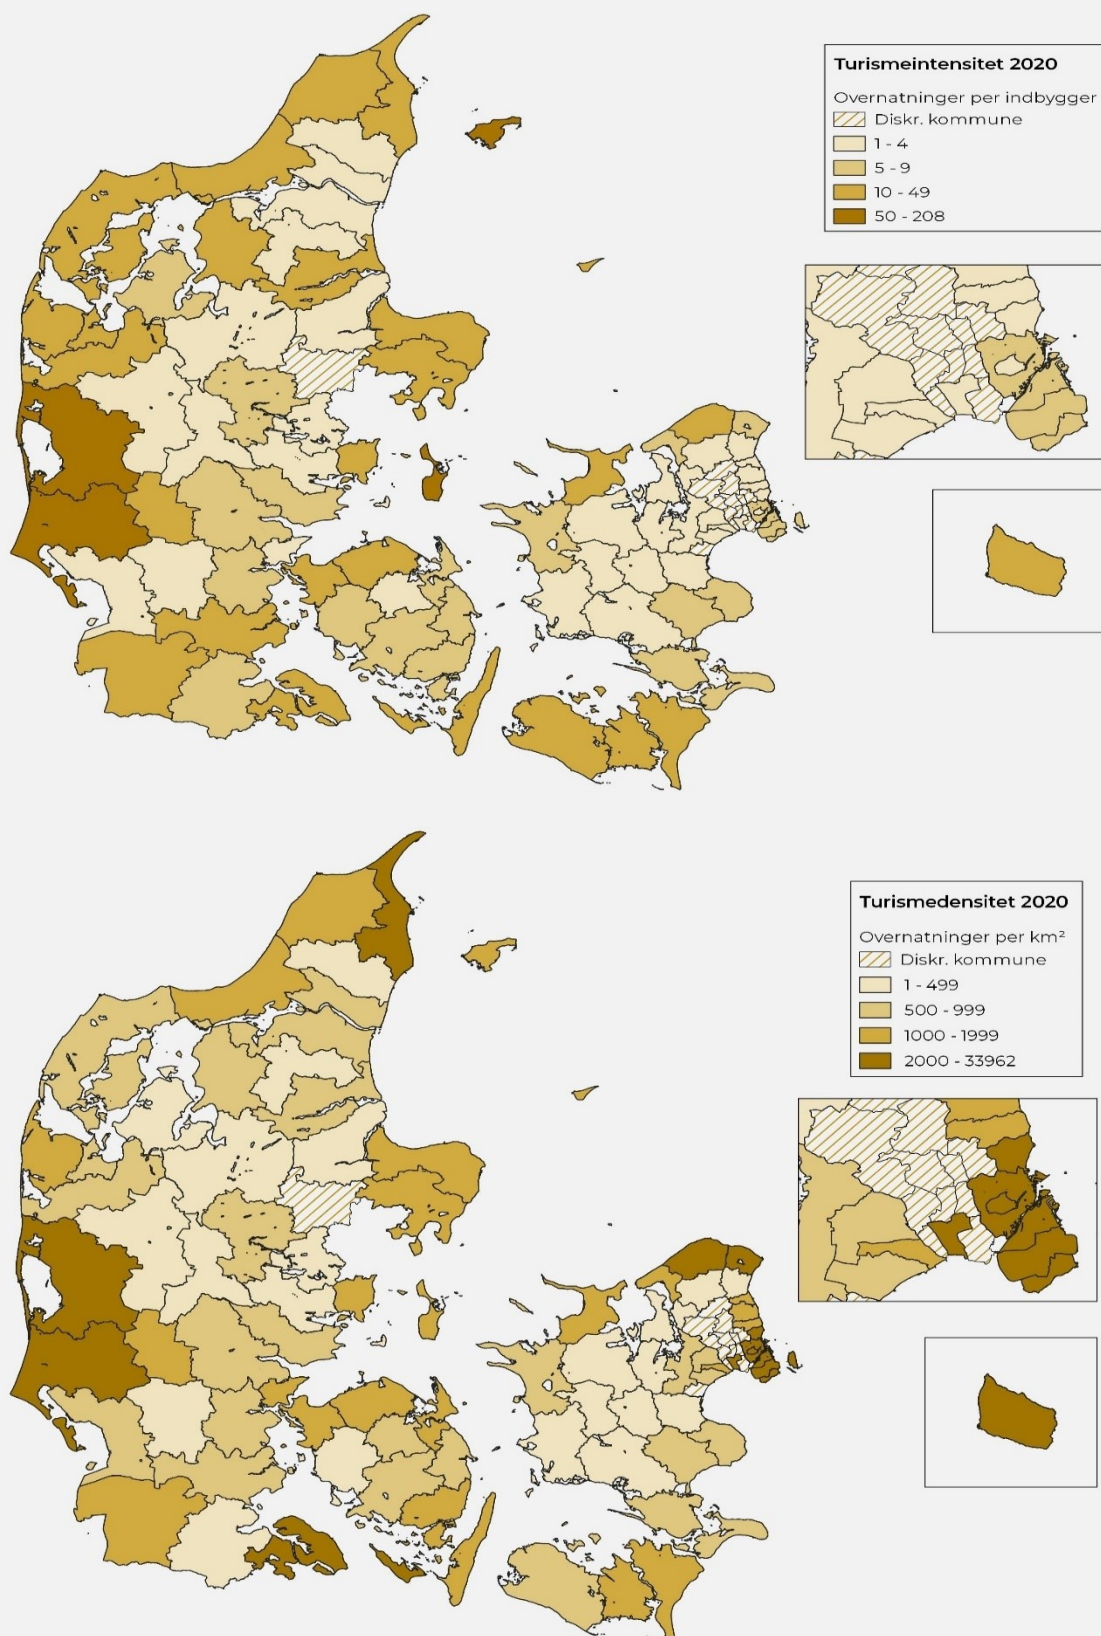 Turismeintensitet 2020
Overnatninger per indbygger
Diskr. kommune
1 - 4
5 - 9
10 - 49
50 - 208
Turismedensitet 2020
Overnatninger per km²
Diskr. kommune
1 - 499
500 - 999
1000 - 1999
2000 - 33962